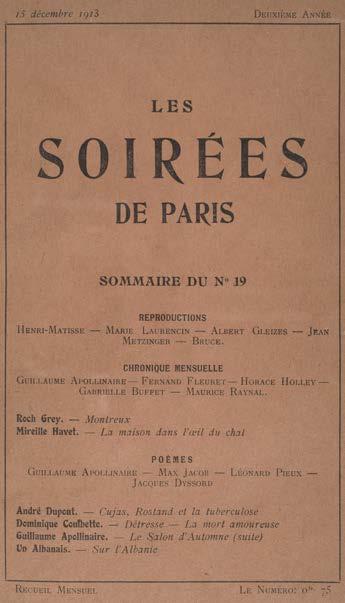 15 décembre 1913 DEUXIÈME ANNÉE
LES
SOIRÉES
DE PARIS
SOMMAIRE DU No 19
REPRODUCTIONS
HENRI-MATISSE — MARIE LAURENCIN — ALBERT GLEIZES — JEAN
METZINGER — BRUCE.
CHRONIQUE MENSUELLE
GUILLAUME APOLLINAIRE — FERNAND FLEURET — HORACE HOLLEY —
GABRIELLE BUFFET — MAURICE RAYNAL.
Roch Grey. — Montreux
Mireille Havet. — La maison dans l'œil du chat
POÈMES
GUILLAUME APOLLINAIRE — MAX JACOB — LÉONARD PIEUX —
JACQUES DYSSORD
André Dupont. — Cujas, Rostand et la tuberculose
Dominique Combette. — Détresse — La mort amoureuse
Guillaume Apollinaire. — Le Salon d'Automne (suite)
Un Albanais. — Sur l'Albanie
RECUEIL MENSUEL LE NUMÉRO: 0fr. 75